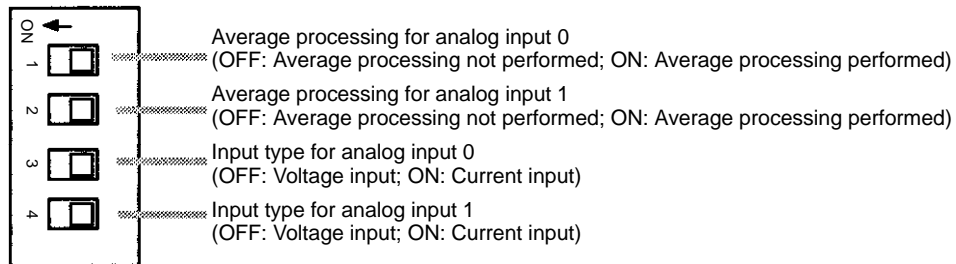 ON
1
Average processing for analog input 0
(OFF: Average processing not performed; ON: Average processing performed)
2
Average processing for analog input 1
(OFF: Average processing not performed; ON: Average processing performed)
3
Input type for analog input 0
(OFF: Voltage input; ON: Current input)
4
Input type for analog input 1
(OFF: Voltage input; ON: Current input)